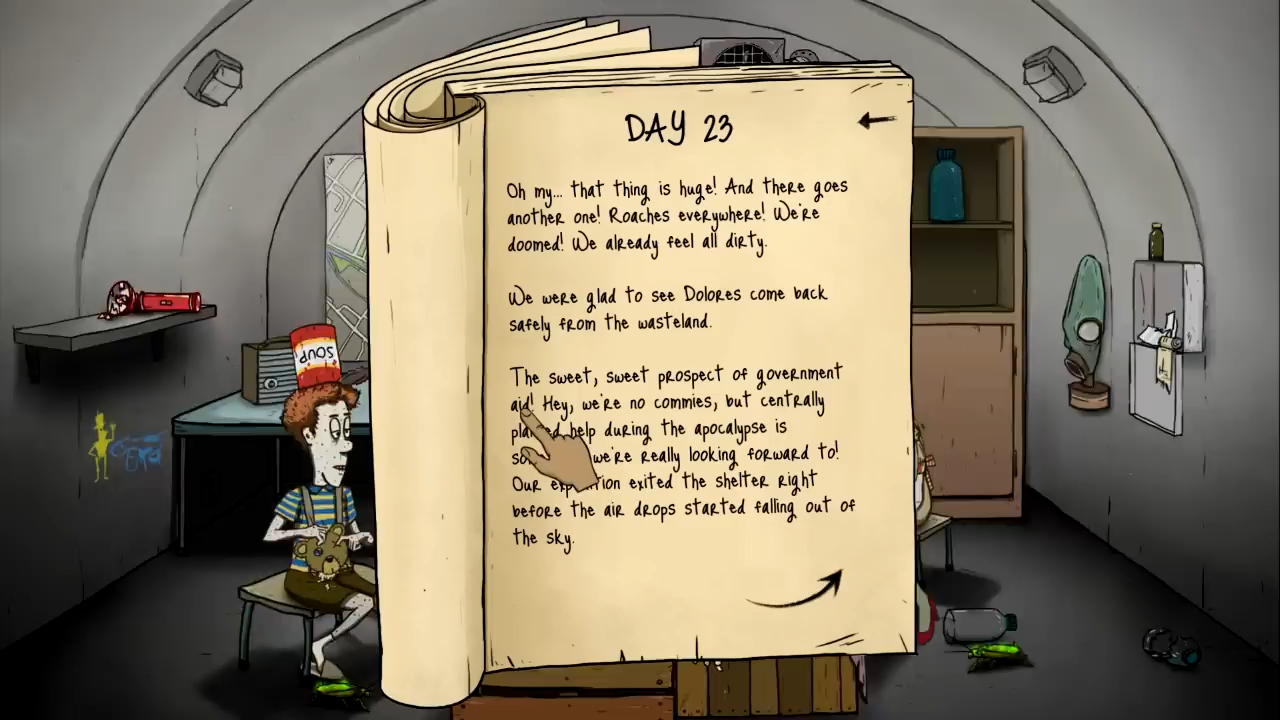 DAY 23
Oh my... that thing is huge! And there goes
another one! Roaches everywhere! We're
doomed! We already feel all dirty.
We were glad to see Dolores come back
safely from the wasteland.
The sweet, sweet prospect of government
aid! Hey, we're no commies, but centrally
help during the apocalypse is
we're really looking forward to!
Our exited the shelter right
before the air drops started falling out of
the sky.
SOUP